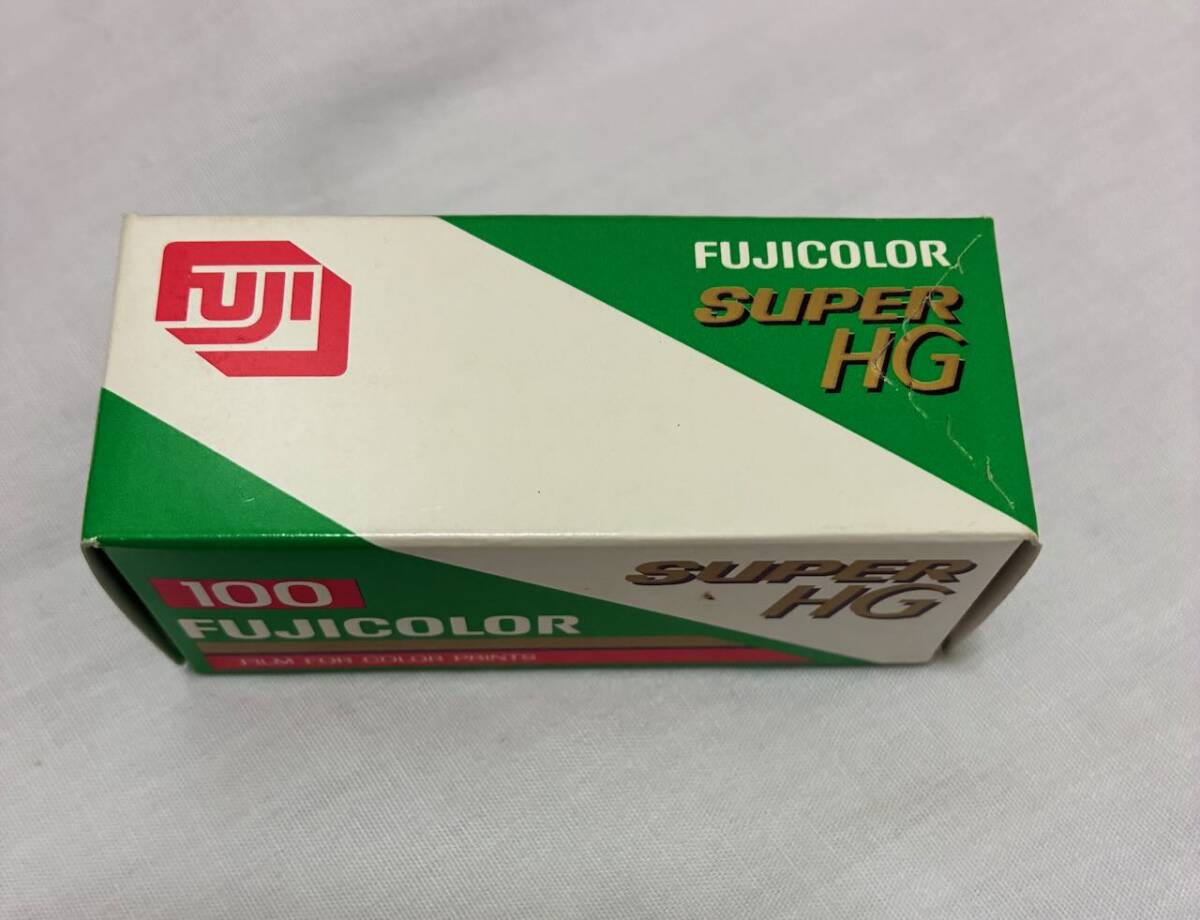 FUJI
FUJICOLOR
SUPER
HG
100
FUJICOLOR
FILM FOR COLOR PRINTS
SUPER
HG